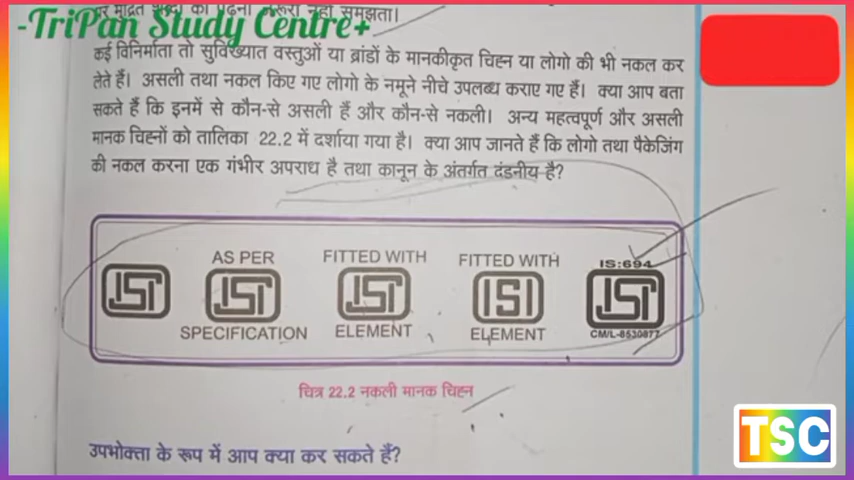 -TriPan Study Centre+
समझता।
कई विनिर्माता तो सुविख्यात वस्तुओं या ब्रांडों के मानकीकृत चिह्न या लोगो की भी नकल कर
लेते हैं। असली तथा नकल किए गए लोगो के नमूने नीचे उपलब्ध कराए गए हैं। क्या आप बता
सकते हैं कि इनमें से कौन-से असली हैं और कौन-से नकली। अन्य महत्वपूर्ण और असली
मानक चिह्नों को तालिका 22.2 में दर्शाया गया है। क्या आप जानते हैं कि लोगो तथा पैकेजिंग
की नकल करना एक गंभीर अपराध है तथा कानून के अंतर्गत दंडनीय है?
AS PER FITTED WITH FITTED WITH IS:694
ISI ISI ISI ISI ISI
SPECIFICATION ELEMENT ELEMENT CM/L-8530877
चित्र 22.2 नकली मानक चिह्न
उपभोक्ता के रूप में आप क्या कर सकते हैं?
TSC